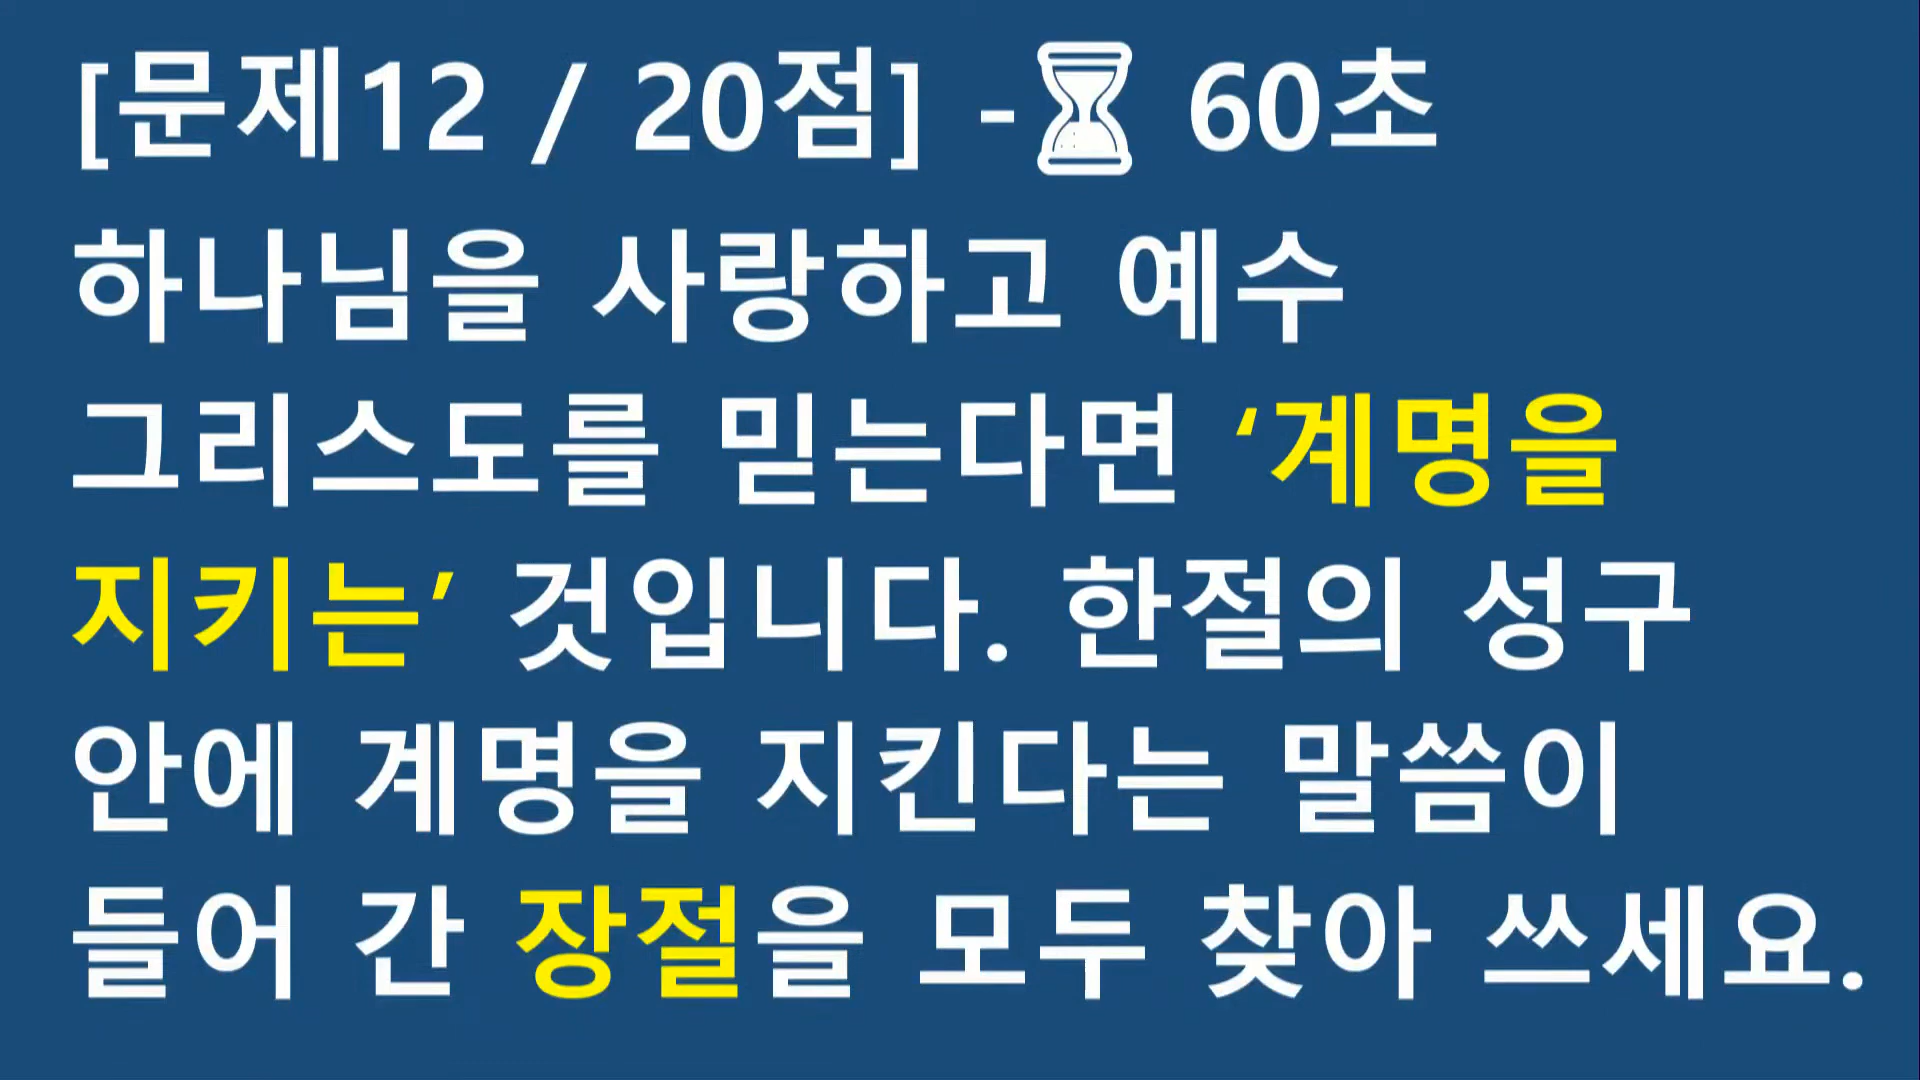 [문제12 / 20점] -⏳ 60초
하나님을 사랑하고 예수
그리스도를 믿는다면 ‘계명을
지키는’ 것입니다. 한절의 성구
안에 계명을 지킨다는 말씀이
들어 간 장절을 모두 찾아 쓰세요.